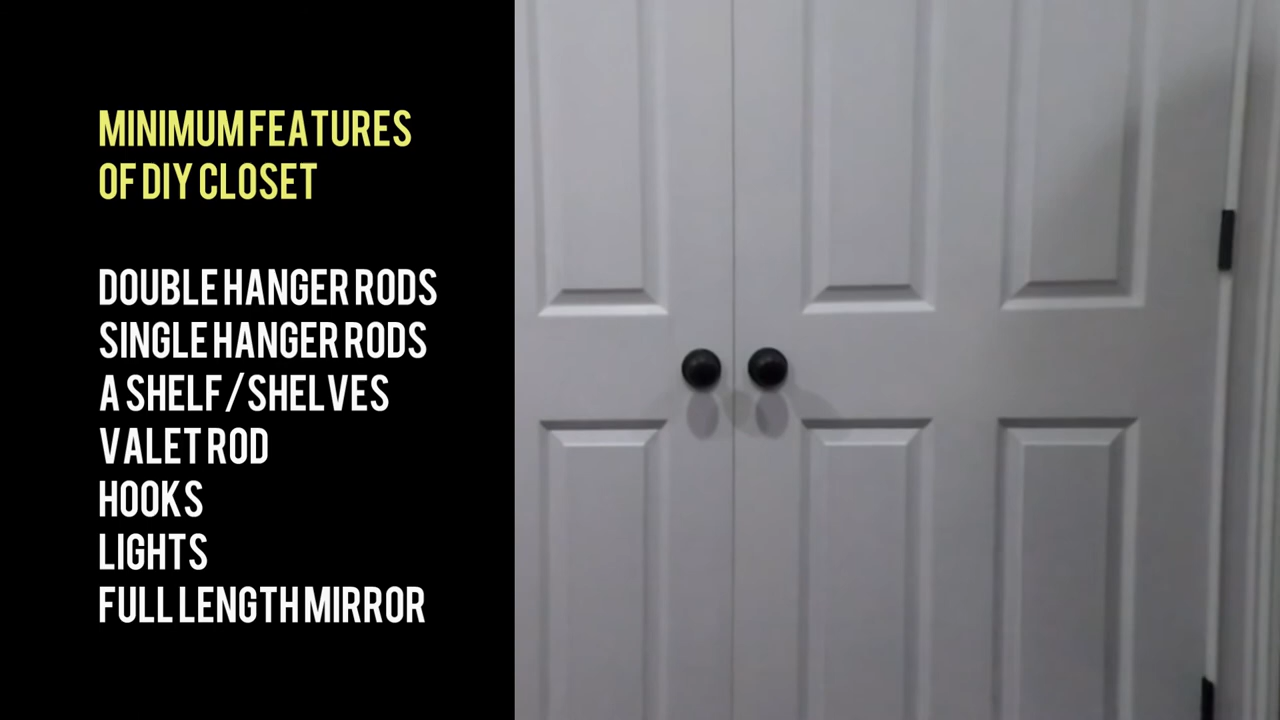 MINIMUM FEATURES
OF DIY CLOSET
DOUBLE HANGER RODS
SINGLE HANGER RODS
A SHELF / SHELVES
VALET ROD
HOOKS
LIGHTS
FULL LENGTH MIRROR